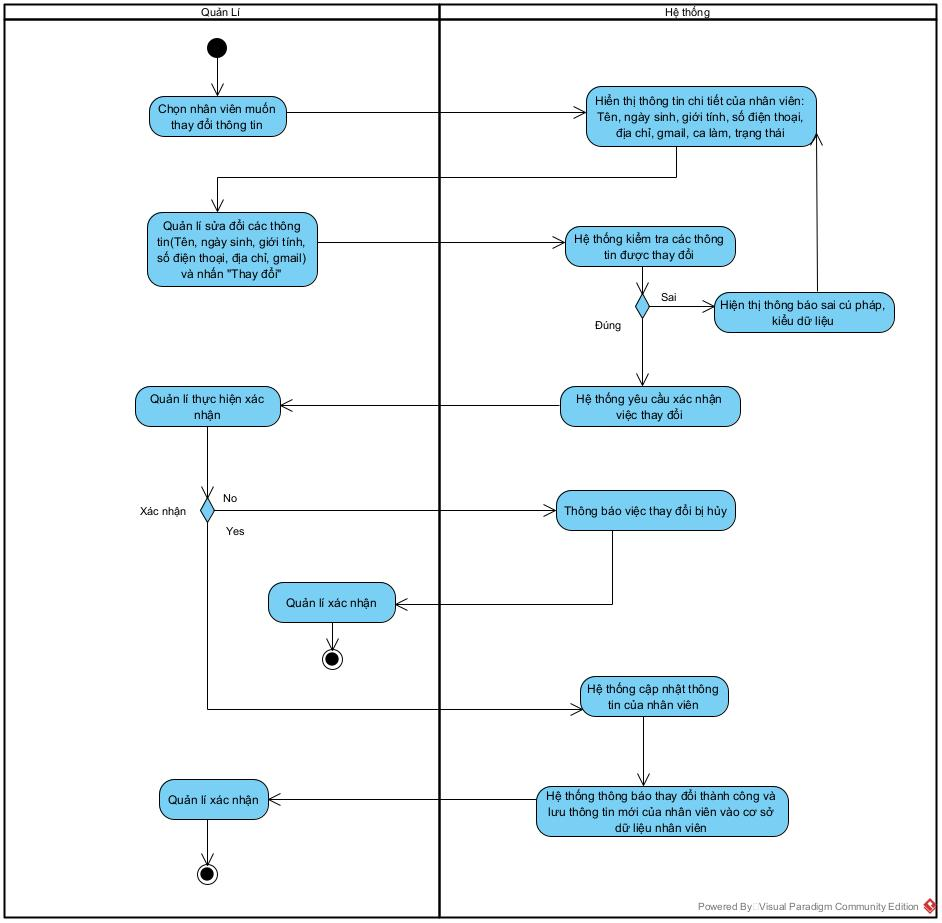 Quản Lí
Hệ thống
Chọn nhân viên muốn
thay đổi thông tin
Hiển thị thông tin chi tiết của nhân viên:
Tên, ngày sinh, giới tính, số điện thoại,
địa chỉ, gmail, ca làm, trạng thái
Quản lí sửa đổi các thông
tin(Tên, ngày sinh, giới tính,
số điện thoại, địa chỉ, gmail)
và nhấn "Thay đổi"
Hệ thống kiểm tra các thông
tin được thay đổi
Sai
Hiện thị thông báo sai cú pháp,
kiểu dữ liệu
Đúng
Quản lí thực hiện xác
nhận
Hệ thống yêu cầu xác nhận
việc thay đổi
No
Xác nhận
Yes
Thông báo việc thay đổi bị hủy
Quản lí xác nhận
Hệ thống cập nhật thông
tin của nhân viên
Quản lí xác nhận
Hệ thống thông báo thay đổi thành công và
lưu thông tin mới của nhân viên vào cơ sở
dữ liệu nhân viên
Powered By Visual Paradigm Community Edition